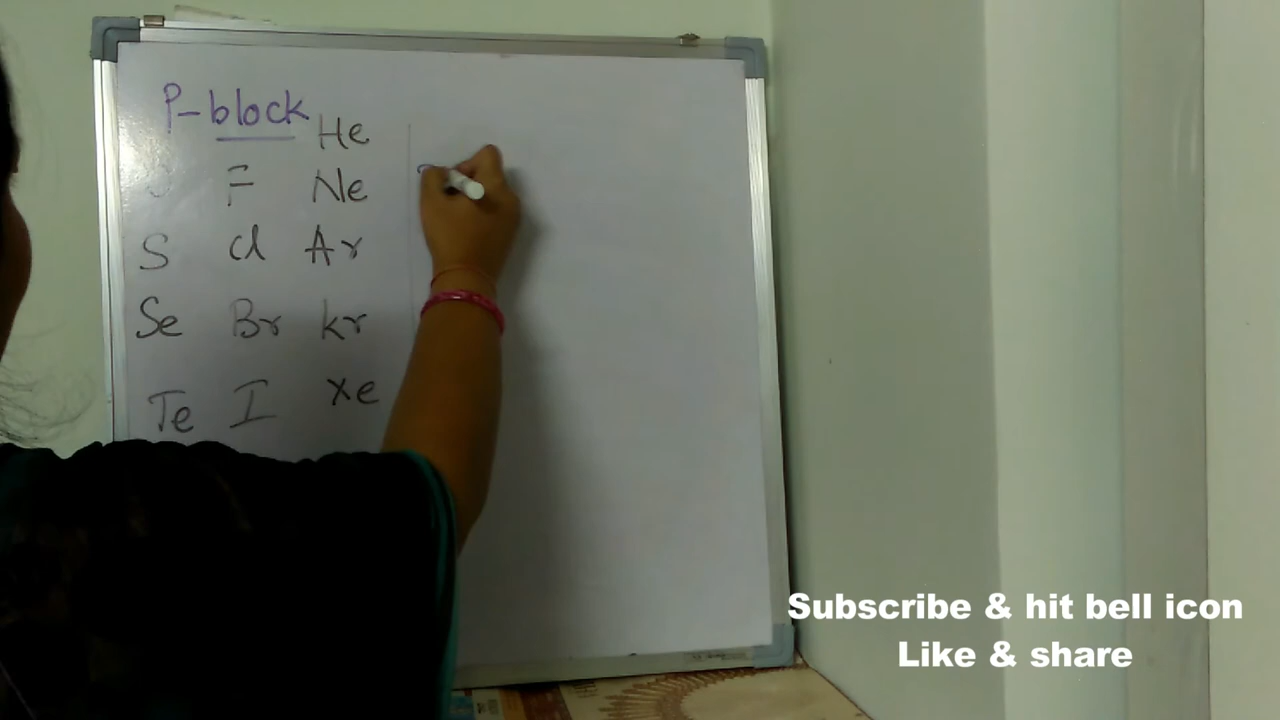 P-block
He
F Ne
S Cl Ar
Se Br Kr
Te I Xe
Subscribe & hit bell icon
Like & share